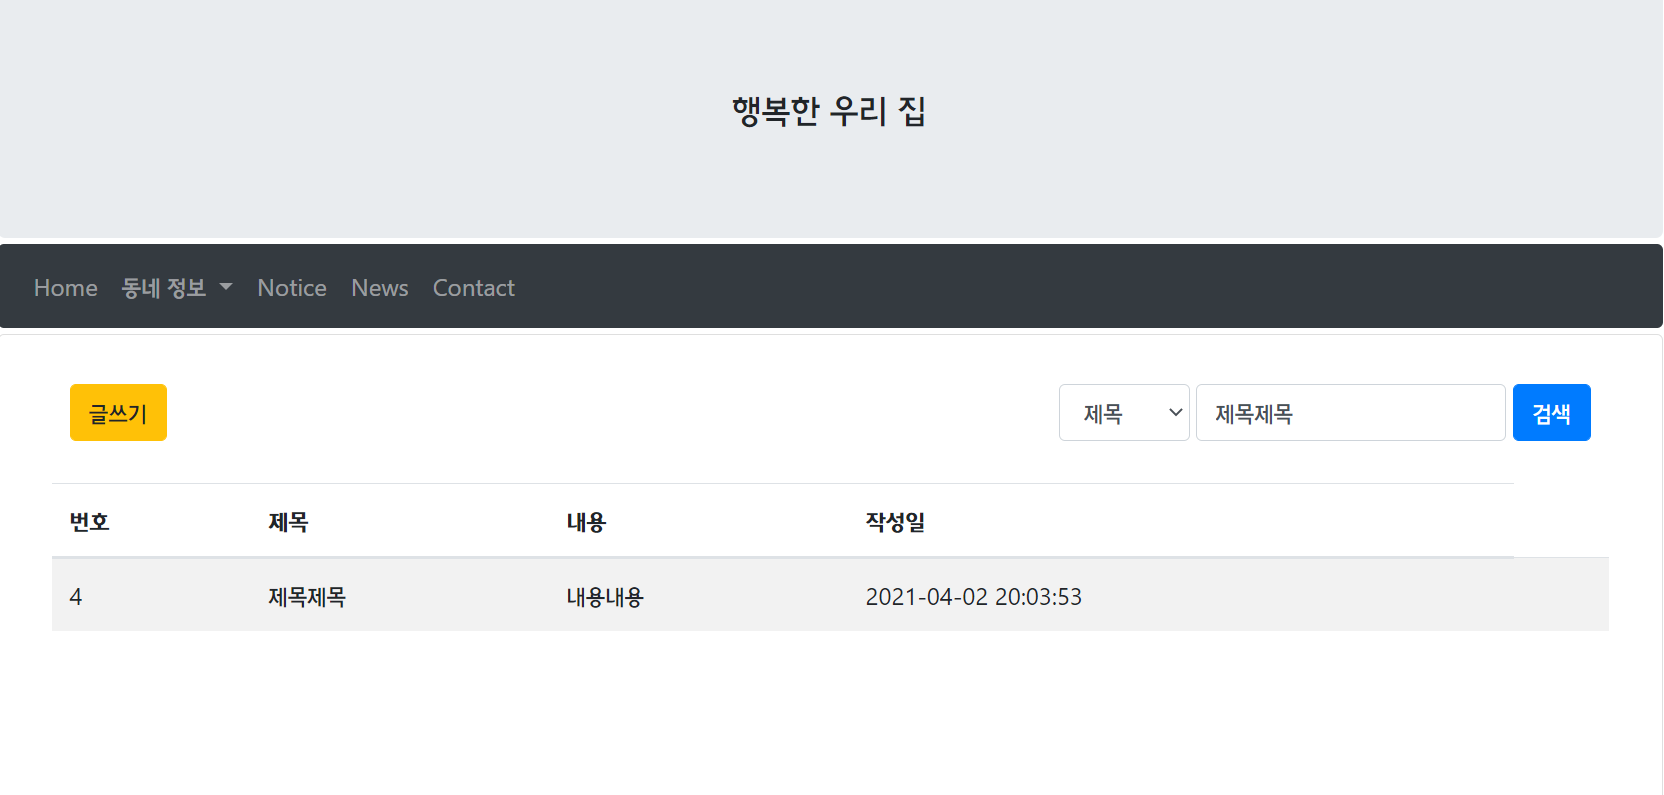 행복한 우리 집
Home 동네 정보 Notice News Contact
글쓰기 제목 제목제목 검색
번호 제목 내용 작성일
4 제목제목 내용내용 2021-04-02 20:03:53